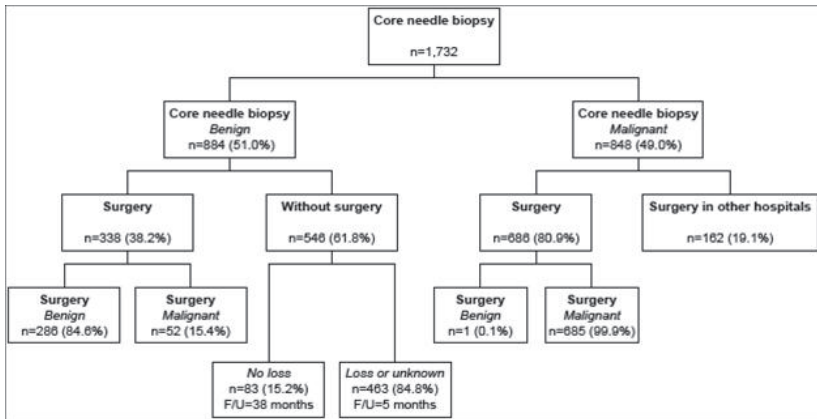 Core needle biopsy
n=1,732
Core needle biopsy
Benign
n=884 (51.0%)
Core needle biopsy
Malignant
n=848 (49.0%)
Surgery
n=338 (38.2%)
Without surgery
n=546 (61.8%)
Surgery
n=686 (80.9%)
Surgery in other hospitals
n=162 (19.1%)
Surgery
Benign
n=286 (84.6%)
Surgery
Malignant
n=52 (15.4%)
Surgery
Benign
n=1 (0.1%)
Surgery
Malignant
n=685 (99.9%)
No loss
n=83 (15.2%)
F/U=38 months
Loss or unknown
n=463 (84.8%)
F/U=5 months